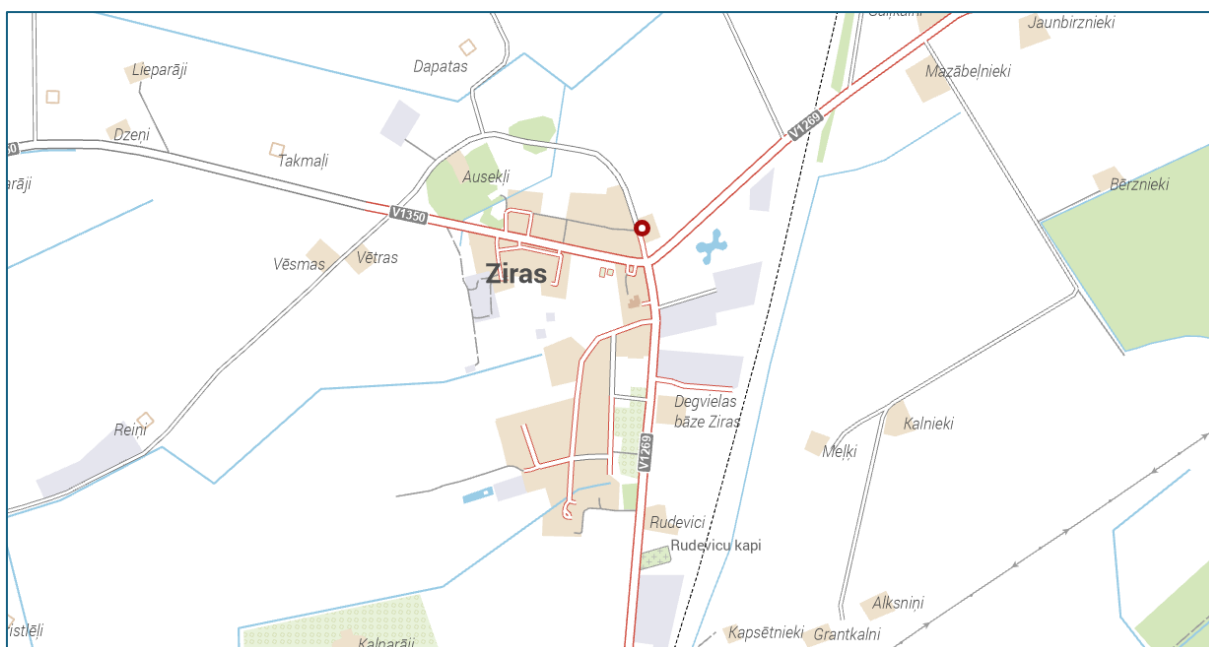 Jaunbirznieki
Lieparāji
Dapatas
Mazābeļnieki
V1269
Dzeņi
Takmaļi
Ausekļi
Bērznieki
V1350
Vēsmas
Vētras
Ziras
Degvielas
bāze Ziras
Reiņi
Kalnieki
Meļķi
V1269
Rudevici
Rudevicu kapi
Alksniņi
Kapsētnieki
Grantkalni
Kalparāji